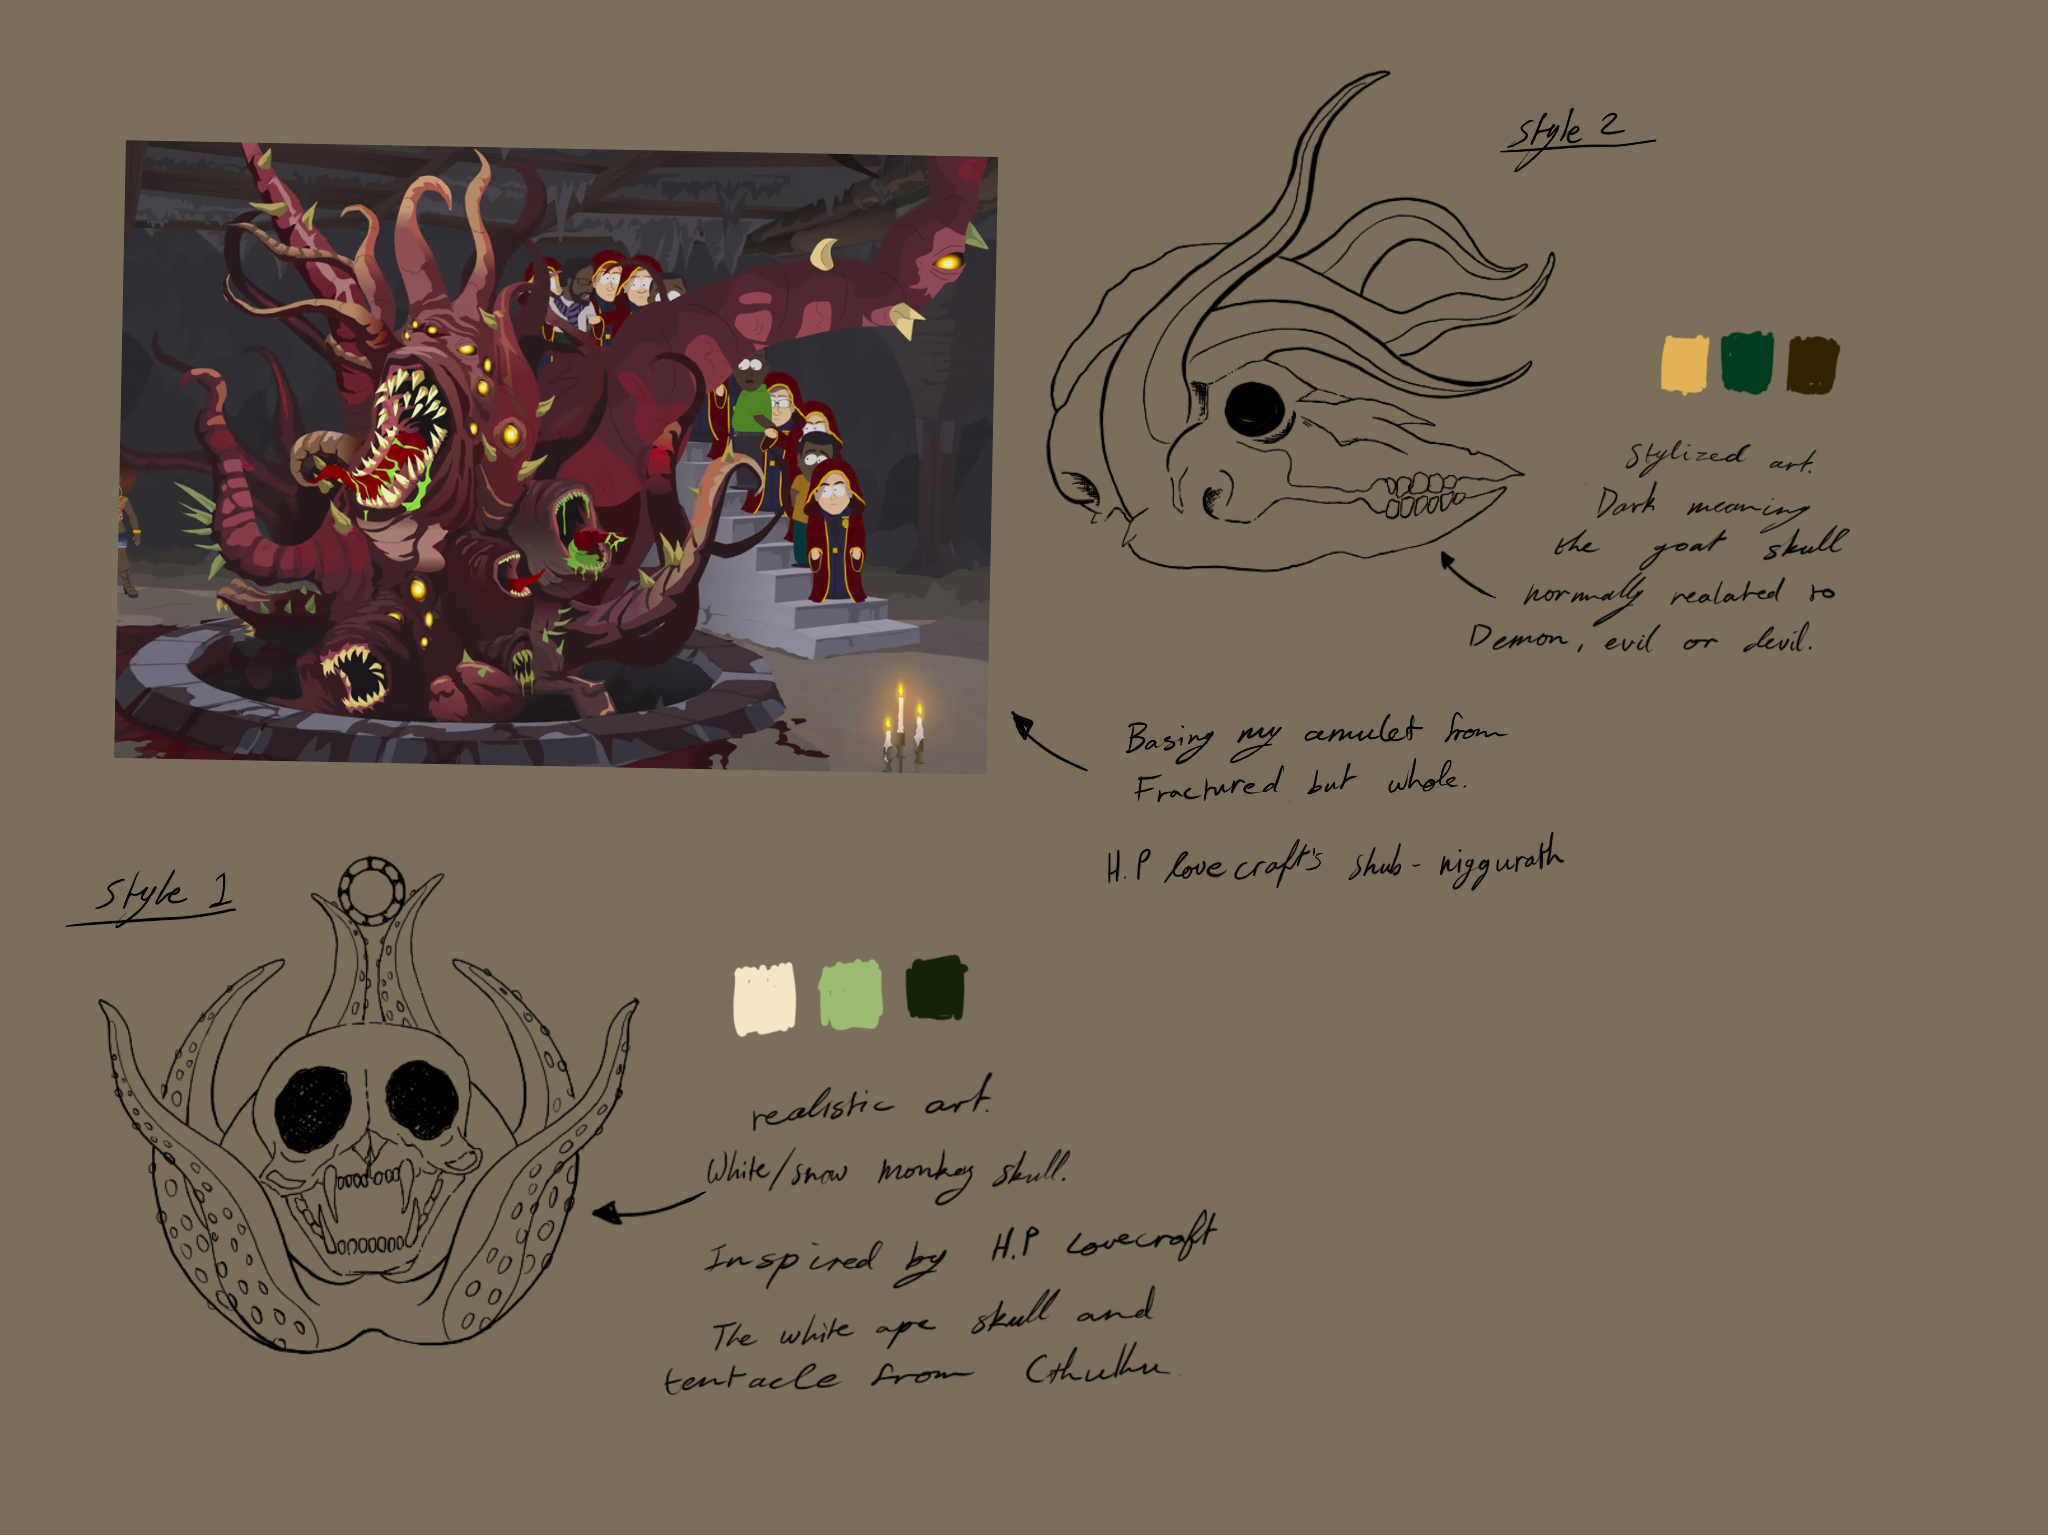 Style 2
Stylized art.
Dark meaning
the goat skull
normally realated to
Demon, evil or devil.
Basing my amulet from
Fractured but whole.
H.P lovecraft's shub-niggurath
Style 1
realistic art.
White/snow monkey skull.
Inspired by H.P Lovecraft
The white ape skull and
tentacle from Cthulhu.